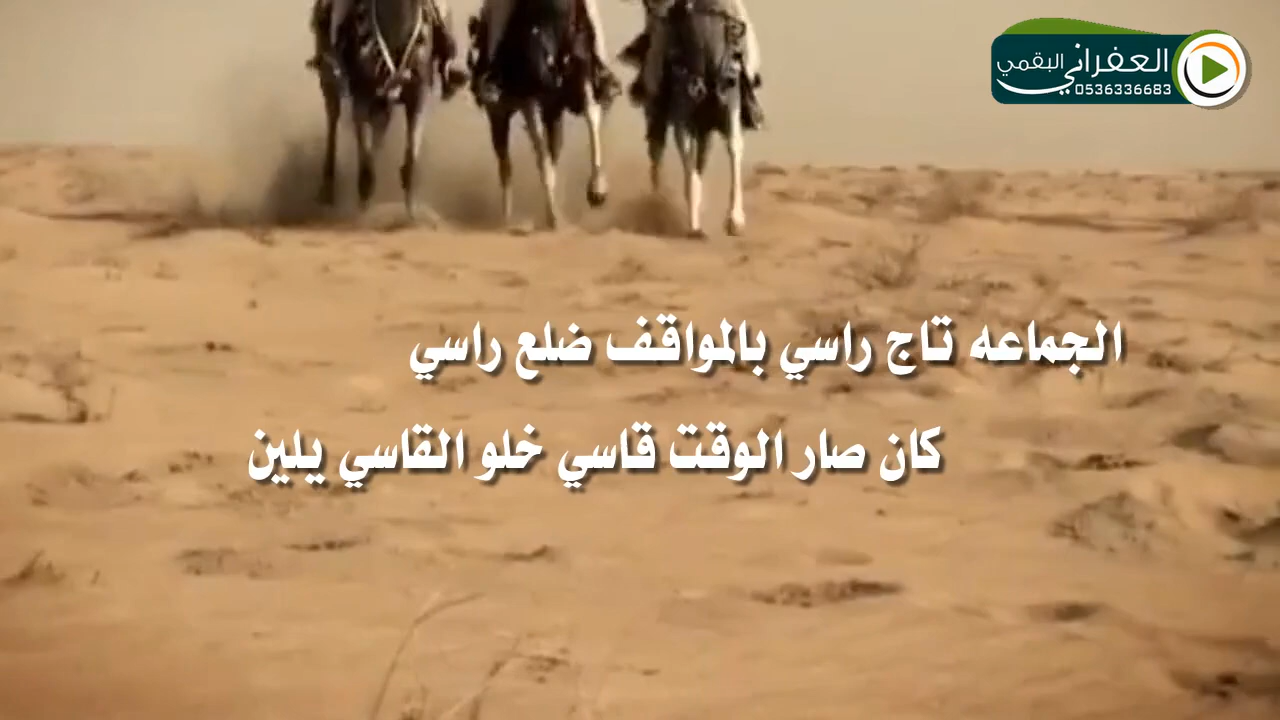 العفراني البقمي
0536336683
الجماعه تاج راسي بالمواقف ضلع راسي
كان صار الوقت قاسي خلو القاسي يلين